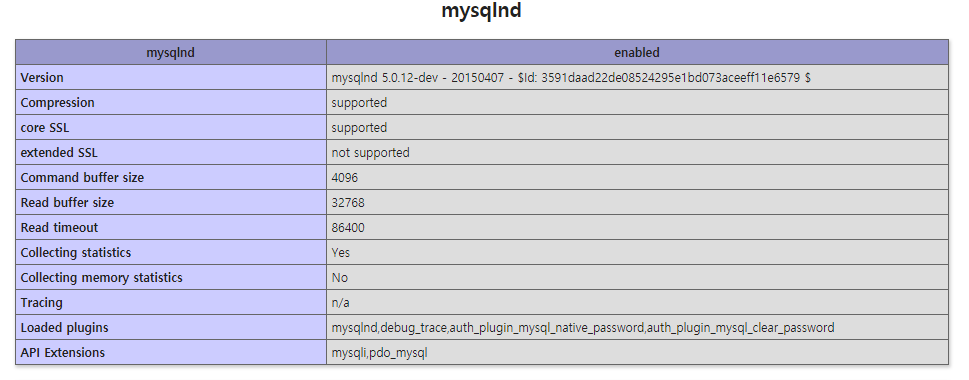 mysqlnd
mysqlnd enabled
Version mysqlnd 5.0.12-dev - 20150407 - $Id: 3591daad22de08524295e1bd073aceeff11e6579 $
Compression supported
core SSL supported
extended SSL not supported
Command buffer size 4096
Read buffer size 32768
Read timeout 86400
Collecting statistics Yes
Collecting memory statistics No
Tracing n/a
Loaded plugins mysqlnd,debug_trace,auth_plugin_mysql_native_password,auth_plugin_mysql_clear_password
API Extensions mysqli,pdo_mysql